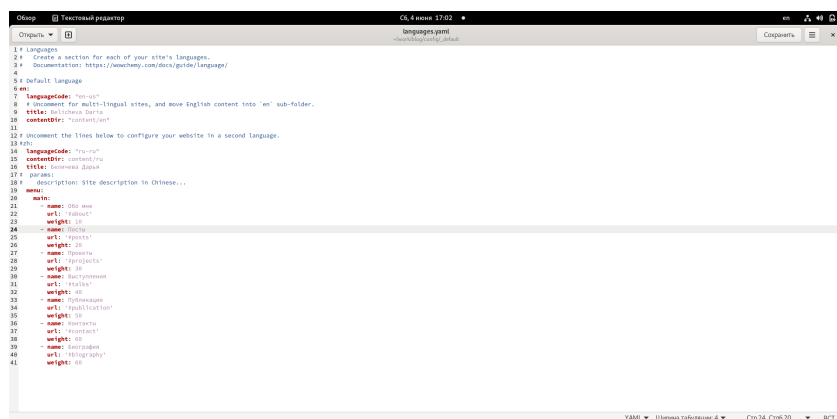 Обзор Текстовый редактор Сб, 4 июня 17:02 en
Открыть languages.yaml Сохранить
~/work/blog/config/_default
1 # Languages
2 # Create a section for each of your site's languages.
3 # Documentation: https://wowchemy.com/docs/guide/language/
4
5 # Default language
6 en:
7 languageCode: "en-us"
8 # Uncomment for multi-lingual sites, and move English content into `en` sub-folder.
9 title: Belicheva Daria
10 contentDir: "content/en"
11
12 # Uncomment the lines below to configure your website in a second language.
13 #zh:
14 languageCode: "ru-ru"
15 contentDir: content/ru
16 title: Беличева Дарья
17 # params:
18 # description: Site description in Chinese...
19 menu:
20 main:
21 - name: Обо мне
22 url: '#about'
23 weight: 10
24 - name: Посты
25 url: '#posts'
26 weight: 20
27 - name: Проекты
28 url: '#projects'
29 weight: 30
30 - name: Выступления
31 url: '#talks'
32 weight: 40
33 - name: Публикации
34 url: '#publication'
35 weight: 50
36 - name: Контакты
37 url: '#contact'
38 weight: 60
39 - name: Биография
40 url: '#biography'
41 weight: 60
YAML Ширина табуляции: 4 Стр 24, Стлб 20 ВСТ